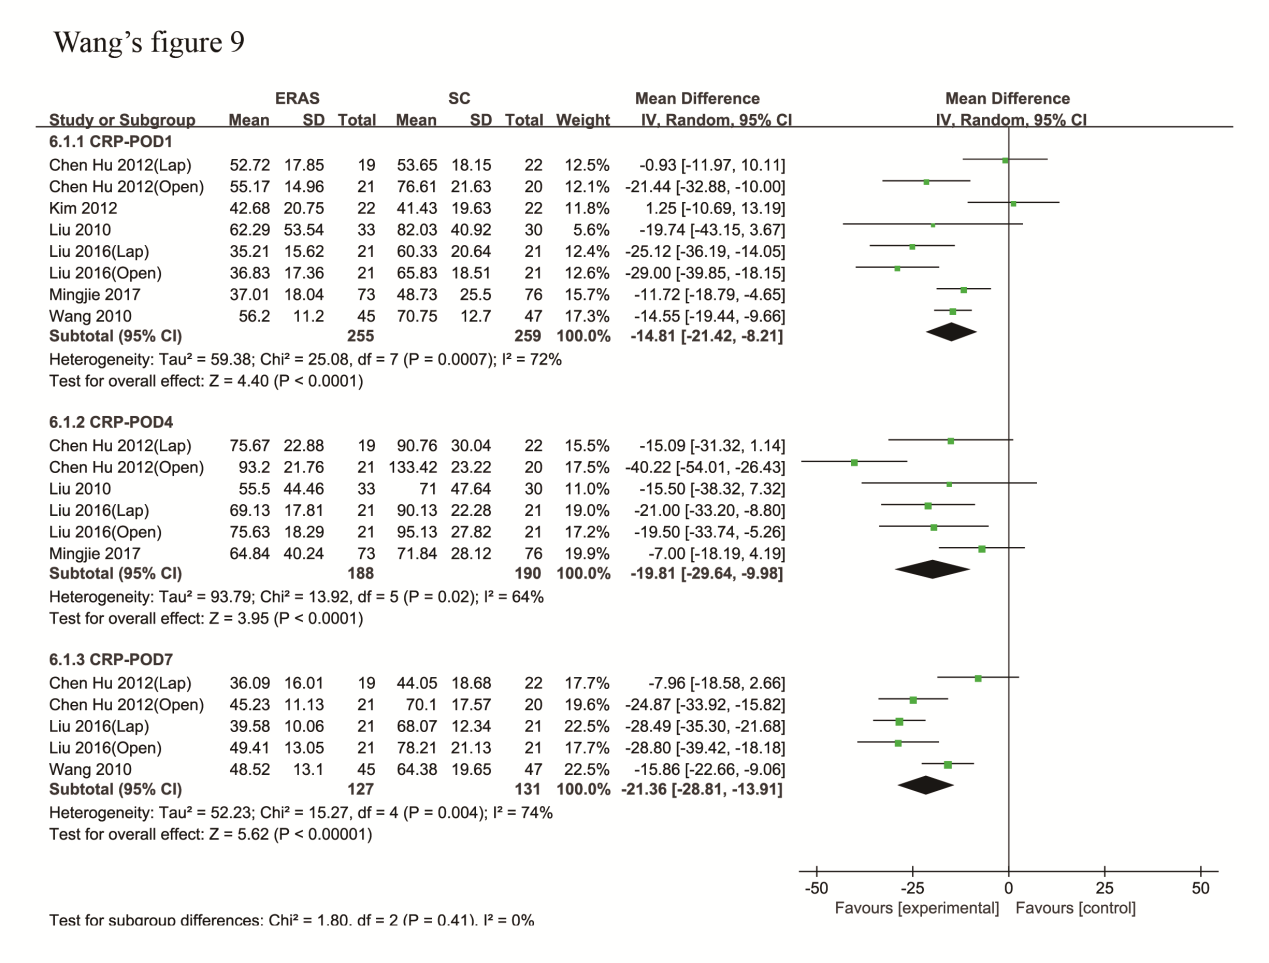 Wang's figure 9
ERAS SC Mean Difference Mean Difference
Study or Subgroup Mean SD Total Mean SD Total Weight IV, Random, 95% CI IV, Random, 95% CI
6.1.1 CRP-POD1
Chen Hu 2012(Lap) 52.72 17.85 19 53.65 18.15 22 12.5% -0.93 [-11.97, 10.11]
Chen Hu 2012(Open) 55.17 14.96 21 76.61 21.63 20 12.1% -21.44 [-32.88, -10.00]
Kim 2012 42.68 20.75 22 41.43 19.63 22 11.8% 1.25 [-10.69, 13.19]
Liu 2010 62.29 53.54 33 82.03 40.92 30 5.6% -19.74 [-43.15, 3.67]
Liu 2016(Lap) 35.21 15.62 21 60.33 20.64 21 12.4% -25.12 [-36.19, -14.05]
Liu 2016(Open) 36.83 17.36 21 65.83 18.51 21 12.6% -29.00 [-39.85, -18.15]
Mingjie 2017 37.01 18.04 73 48.73 25.5 76 15.7% -11.72 [-18.79, -4.65]
Wang 2010 56.2 11.2 45 70.75 12.7 47 17.3% -14.55 [-19.44, -9.66]
Subtotal (95% CI) 255 259 100.0% -14.81 [-21.42, -8.21]
Heterogeneity: Tau² = 59.38; Chi² = 25.08, df = 7 (P = 0.0007); I² = 72%
Test for overall effect: Z = 4.40 (P < 0.0001)
6.1.2 CRP-POD4
Chen Hu 2012(Lap) 75.67 22.88 19 90.76 30.04 22 15.5% -15.09 [-31.32, 1.14]
Chen Hu 2012(Open) 93.2 21.76 21 133.42 23.22 20 17.5% -40.22 [-54.01, -26.43]
Liu 2010 55.5 44.46 33 71 47.64 30 11.0% -15.50 [-38.32, 7.32]
Liu 2016(Lap) 69.13 17.81 21 90.13 22.28 21 19.0% -21.00 [-33.20, -8.80]
Liu 2016(Open) 75.63 18.29 21 95.13 27.82 21 17.2% -19.50 [-33.74, -5.26]
Mingjie 2017 64.84 40.24 73 71.84 28.12 76 19.9% -7.00 [-18.19, 4.19]
Subtotal (95% CI) 188 190 100.0% -19.81 [-29.64, -9.98]
Heterogeneity: Tau² = 93.79; Chi² = 13.92, df = 5 (P = 0.02); I² = 64%
Test for overall effect: Z = 3.95 (P < 0.0001)
6.1.3 CRP-POD7
Chen Hu 2012(Lap) 36.09 16.01 19 44.05 18.68 22 17.7% -7.96 [-18.58, 2.66]
Chen Hu 2012(Open) 45.23 11.13 21 70.1 17.57 20 19.6% -24.87 [-33.92, -15.82]
Liu 2016(Lap) 39.58 10.06 21 68.07 12.34 21 22.5% -28.49 [-35.30, -21.68]
Liu 2016(Open) 49.41 13.05 21 78.21 21.13 21 17.7% -28.80 [-39.42, -18.18]
Wang 2010 48.52 13.1 45 64.38 19.65 47 22.5% -15.86 [-22.66, -9.06]
Subtotal (95% CI) 127 131 100.0% -21.36 [-28.81, -13.91]
Heterogeneity: Tau² = 52.23; Chi² = 15.27, df = 4 (P = 0.004); I² = 74%
Test for overall effect: Z = 5.62 (P < 0.00001)
-50 -25 0 25 50
Favours [experimental] Favours [control]
Test for subgroup differences: Chi² = 1.80, df = 2 (P = 0.41), I² = 0%